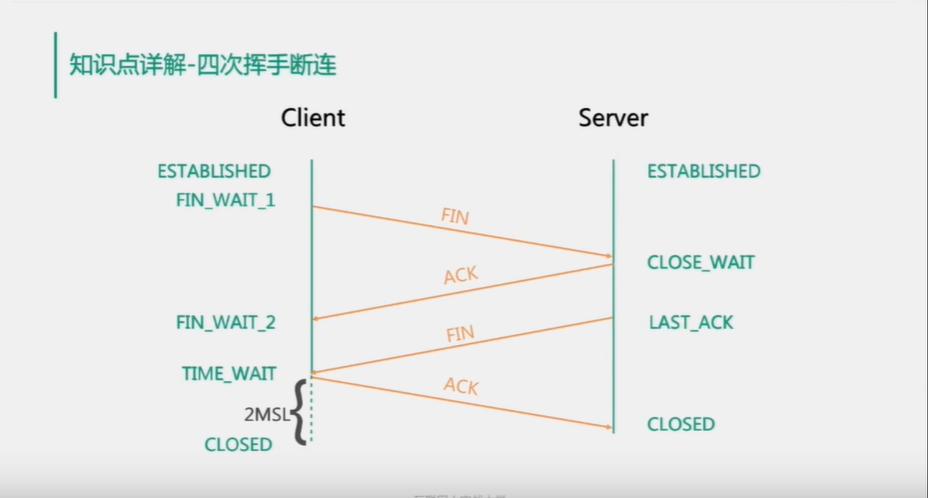 知识点详解-四次挥手断连
Client
Server
ESTABLISHED
ESTABLISHED
FIN_WAIT_1
FIN
CLOSE_WAIT
ACK
FIN_WAIT_2
LAST_ACK
FIN
TIME_WAIT
ACK
2MSL
CLOSED
CLOSED